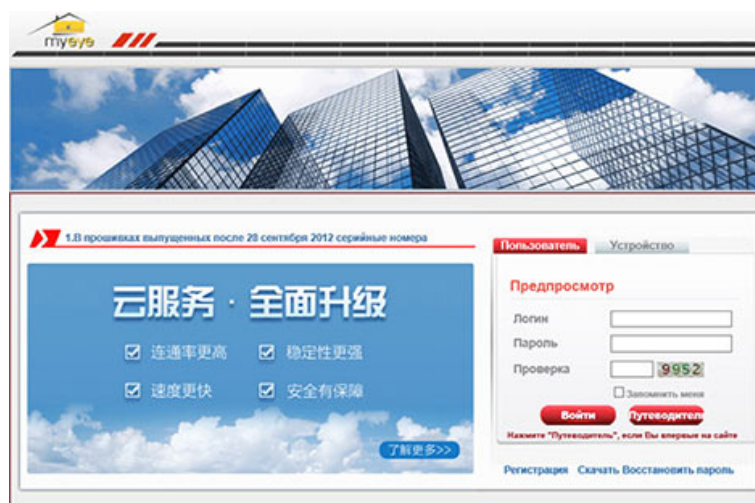 myeye
1.В прошивках выпущенных после 28 сентября 2012 серийные номера
Пользователь Устройство
云服务·全面升级
Предпросмотр
Логин
连通率更高 稳定性更强
Пароль
Проверка 9952
速度更快 安全有保障
Запомнить меня
Войти Путеводитель
Нажмите "Путеводитель", если Вы впервые на сайте
了解更多>>
Регистрация Скачать Восстановить пароль